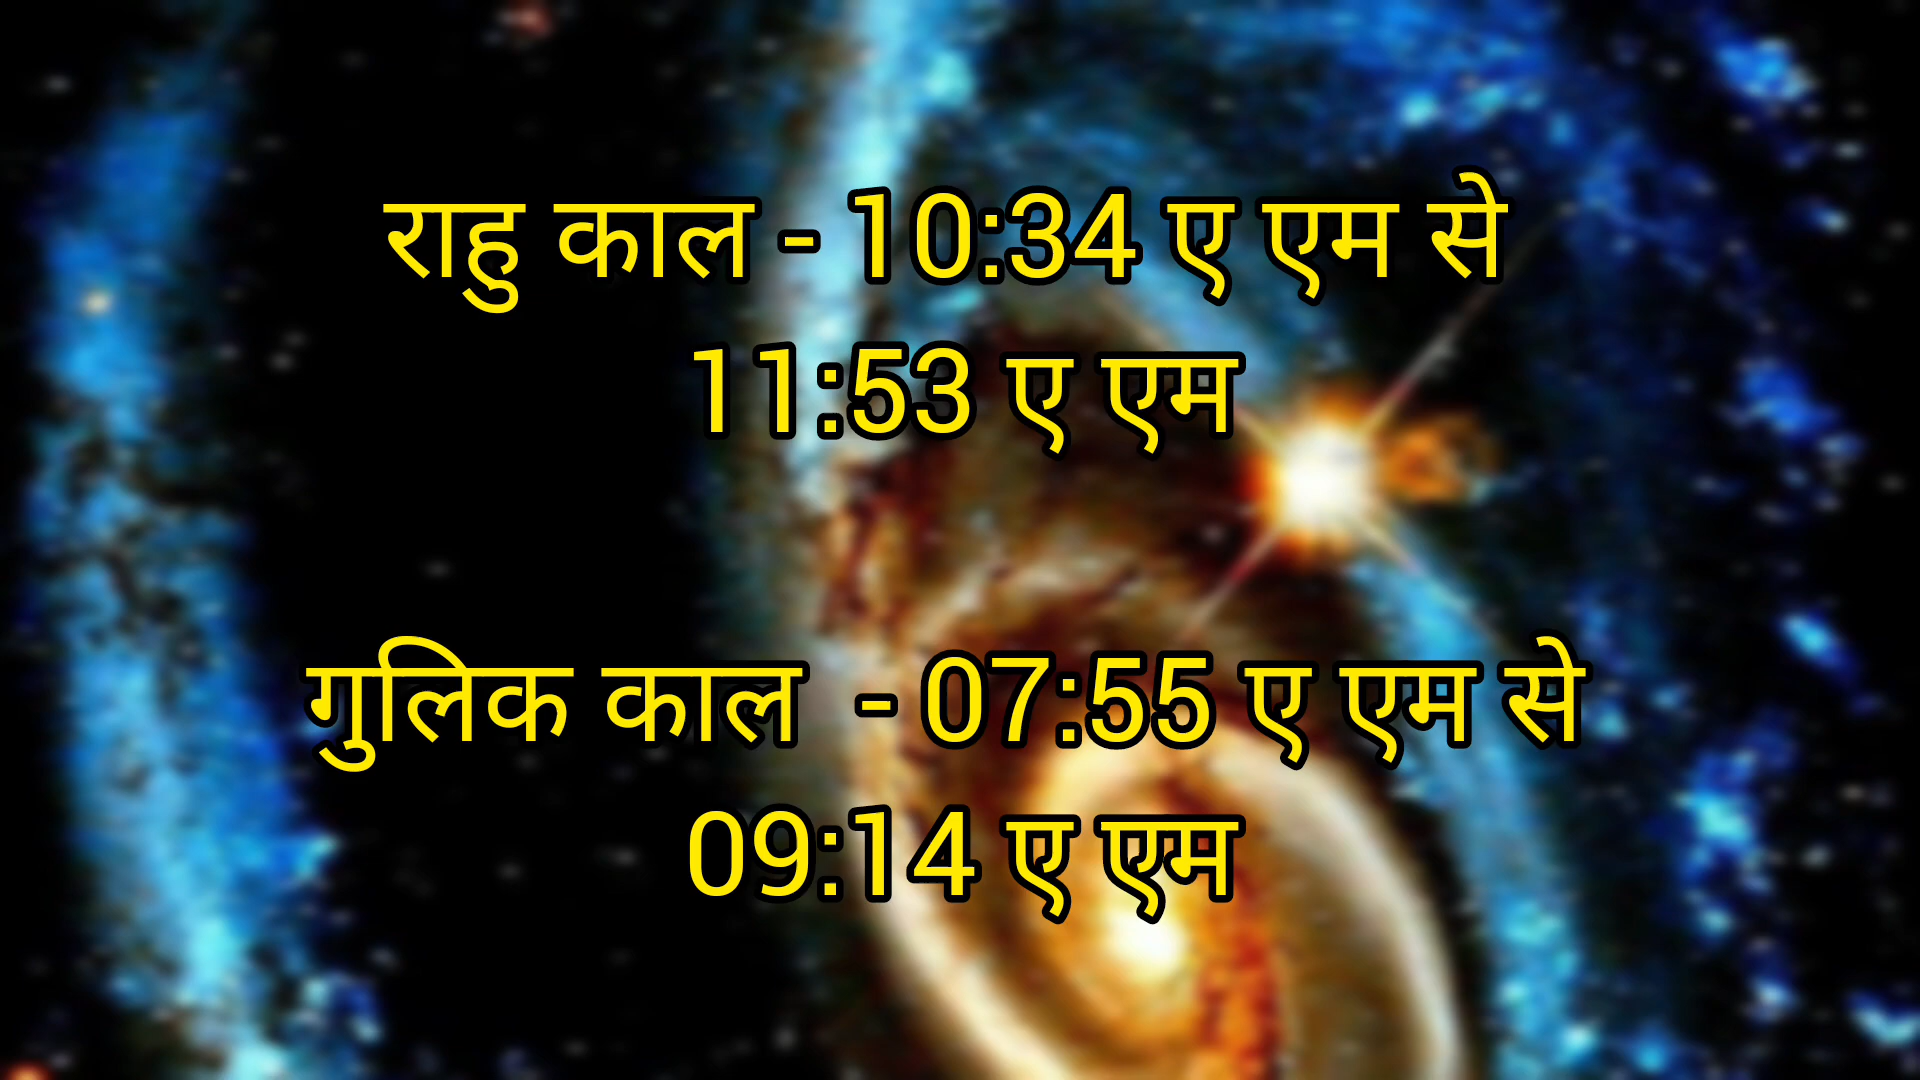 राहु काल - 10:34 ए एम से
11:53 ए एम
गुलिक काल - 07:55 ए एम से
09:14 ए एम